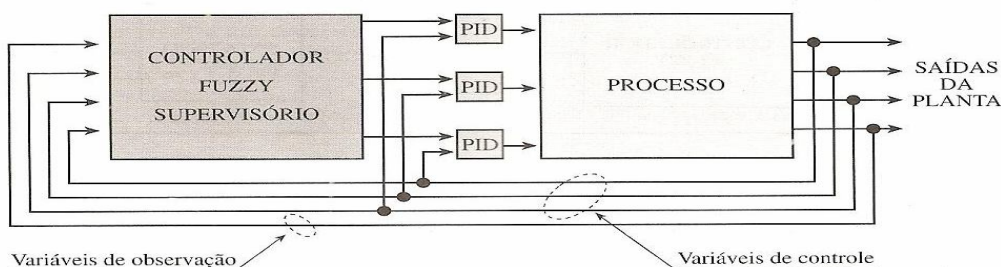 CONTROLADOR
FUZZY
SUPERVISÓRIO
PID
PID
PID
PROCESSO
SAÍDAS
DA
PLANTA
Variáveis de observação
Variáveis de controle